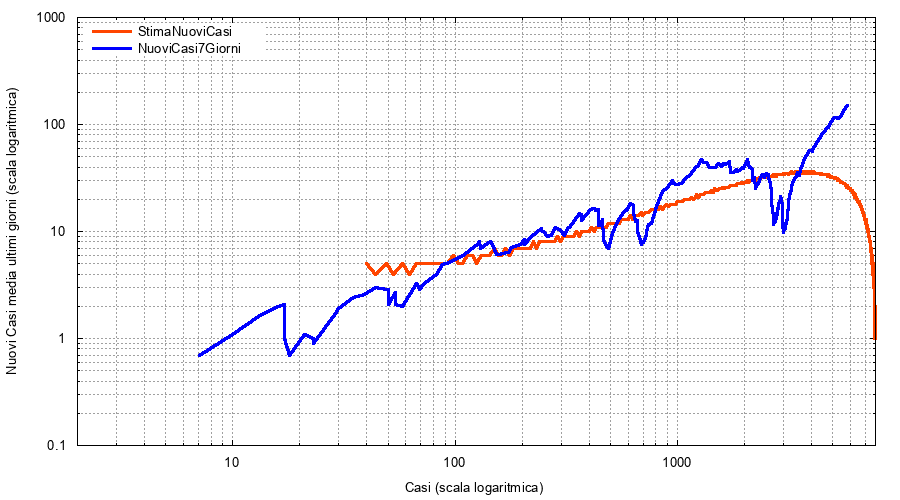 1000
100
10
1
0.1
StimaNuoviCasi
NuoviCasi7Giorni
Nuovi Casi media ultimi giorni (scala logaritmica)
10
100
1000
Casi (scala logaritmica)